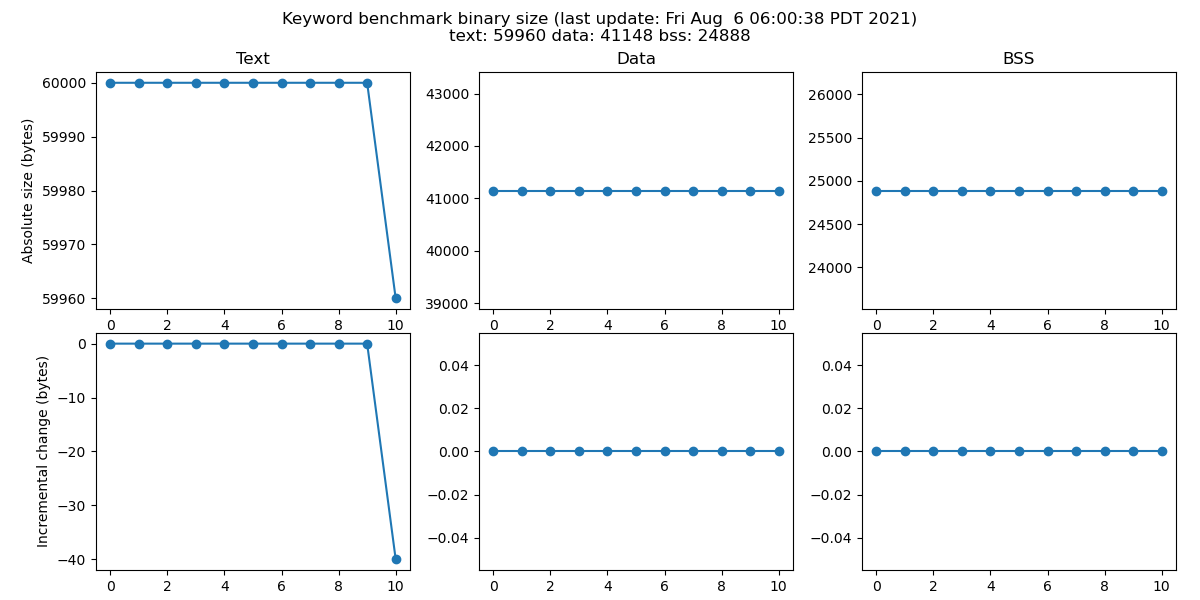 Keyword benchmark binary size (last update: Fri Aug  6 06:00:38 PDT 2021)
text: 59960 data: 41148 bss: 24888
Text
Data
BSS
Absolute size (bytes)
60000
59990
59980
59970
59960
0 2 4 6 8 10
43000
42000
41000
40000
39000
0 2 4 6 8 10
26000
25500
25000
24500
24000
0 2 4 6 8 10
Incremental change (bytes)
0
−10
−20
−30
−40
0 2 4 6 8 10
0.04
0.02
0.00
−0.02
−0.04
0 2 4 6 8 10
0.04
0.02
0.00
−0.02
−0.04
0 2 4 6 8 10